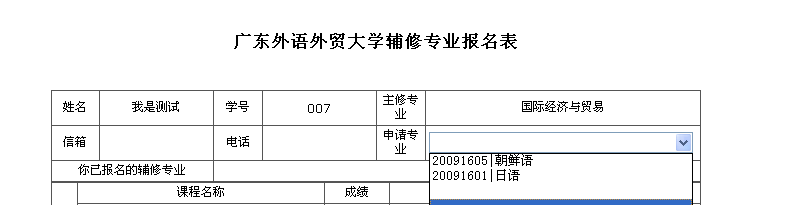 广东外语外贸大学辅修专业报名表
姓名 我是测试 学号 007 主修专业 国际经济与贸易
信箱 电话 申请专业
20091605|朝鲜语
20091601|日语
你已报名的辅修专业
课程名称 成绩